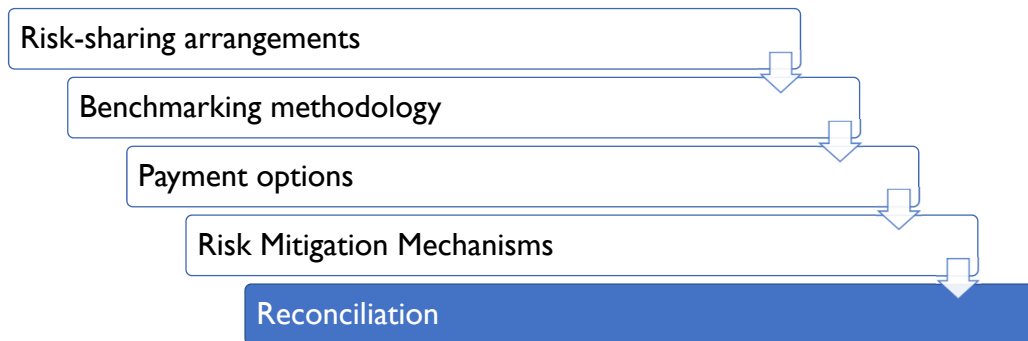 Risk-sharing arrangements
Benchmarking methodology
Payment options
Risk Mitigation Mechanisms
Reconciliation